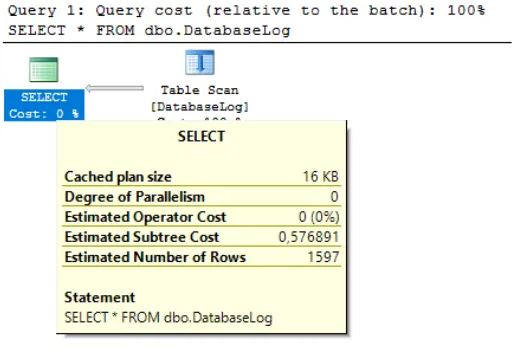 Query 1: Query cost (relative to the batch): 100%
SELECT * FROM dbo.DatabaseLog
SELECT
Cost: 0 %
Table Scan
[DatabaseLog]
SELECT
Cached plan size 16 KB
Degree of Parallelism 0
Estimated Operator Cost 0 (0%)
Estimated Subtree Cost 0,576891
Estimated Number of Rows 1597
Statement
SELECT * FROM dbo.DatabaseLog